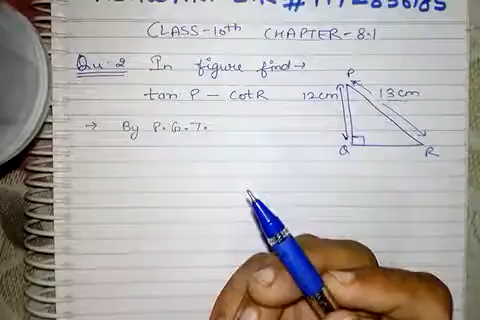 CLASS-10th CHAPTER-8.1
Qu.2 In figure find→
tan P - cot R
P
12cm
13cm
Q
R
→ By P.G.T.